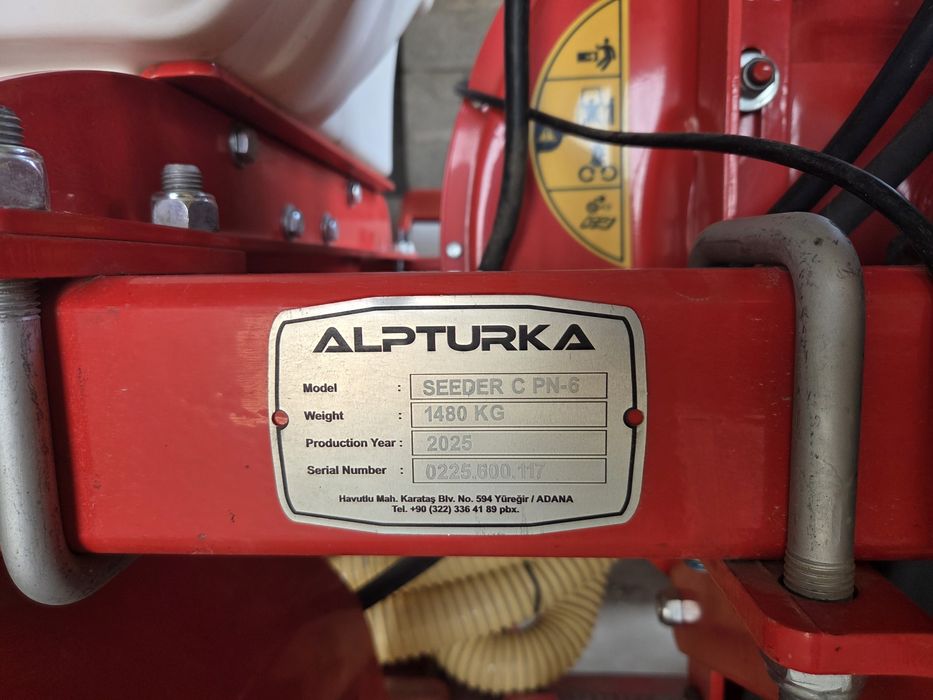 ALPTURKA
Model : SEEDER C PN-6
Weight : 1480 KG
Production Year : 2025
Serial Number : 0225.600.117
Havutlu Mah. Karataş Blv. No. 594 Yüreğir / ADANA
Tel. +90 (322) 336 41 89 pbx.